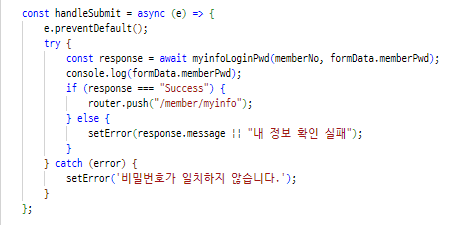 const handleSubmit = async (e) => {
    e.preventDefault();
    try {
        const response = await myinfoLoginPwd(memberNo, formData.memberPwd);
        console.log(formData.memberPwd);
        if (response === "Success") {
            router.push("/member/myinfo");
        } else {
            setError(response.message || "내 정보 확인 실패");
        }
    } catch (error) {
        setError('비밀번호가 일치하지 않습니다.');
    }
};